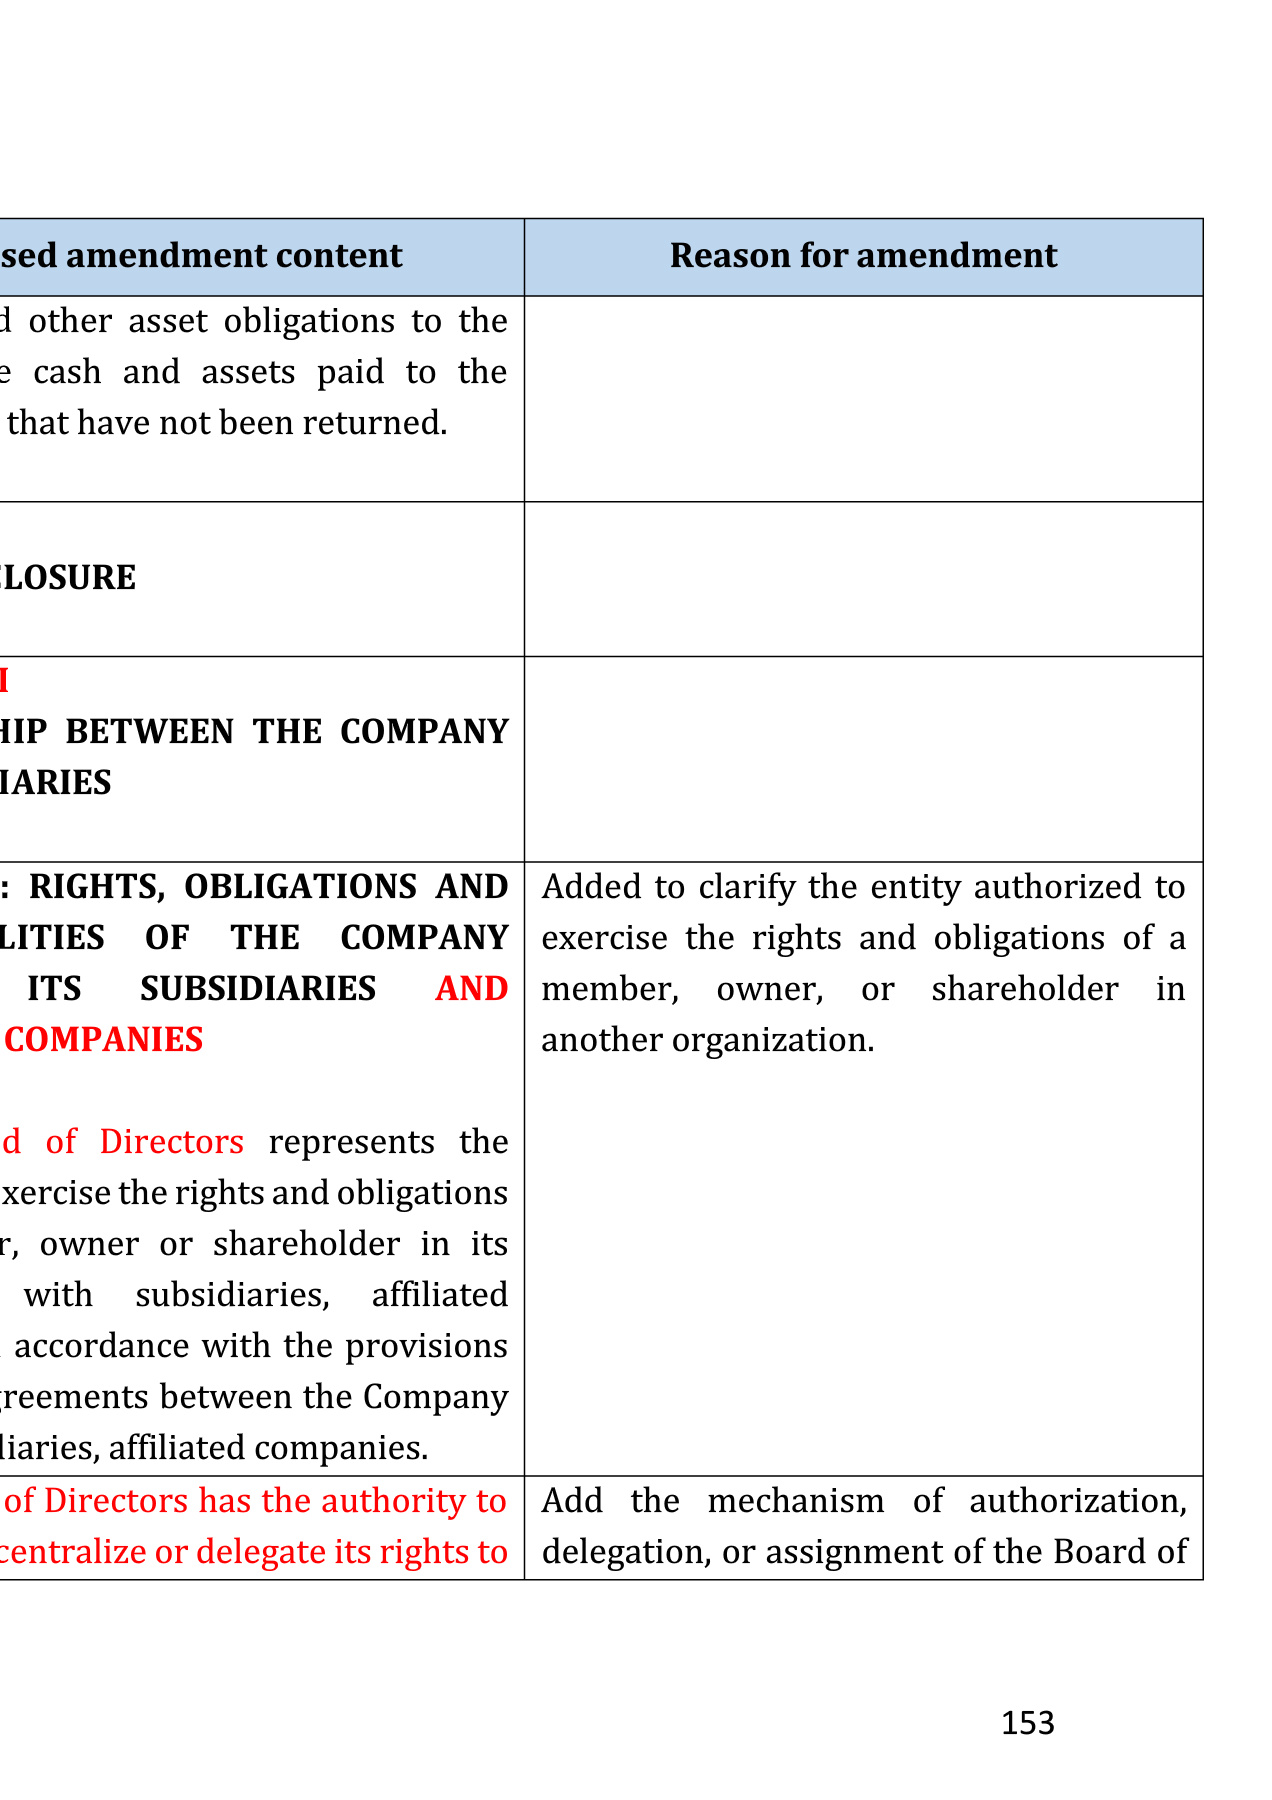 sed amendment content
Reason for amendment
other asset obligations to the
cash and assets paid to the
that have not been returned.
CLOSURE
I
HIP BETWEEN THE COMPANY
IARIES
: RIGHTS, OBLIGATIONS AND
LITIES OF THE COMPANY
ITS SUBSIDIARIES AND
COMPANIES
d of Directors represents the
xercise the rights and obligations
r, owner or shareholder in its
with subsidiaries, affiliated
accordance with the provisions
greements between the Company
liaries, affiliated companies.
Added to clarify the entity authorized to
exercise the rights and obligations of a
member, owner, or shareholder in
another organization.
of Directors has the authority to
centralize or delegate its rights to
Add the mechanism of authorization,
delegation, or assignment of the Board of
153